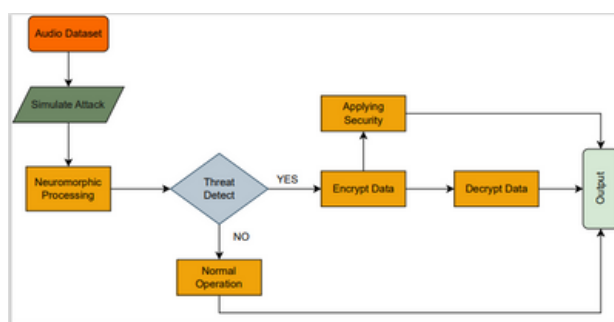 Audio Dataset
Simulate Attack
Neuromorphic
Processing
Threat
Detect
YES
NO
Applying
Security
Encrypt Data
Decrypt Data
Output
Normal
Operation